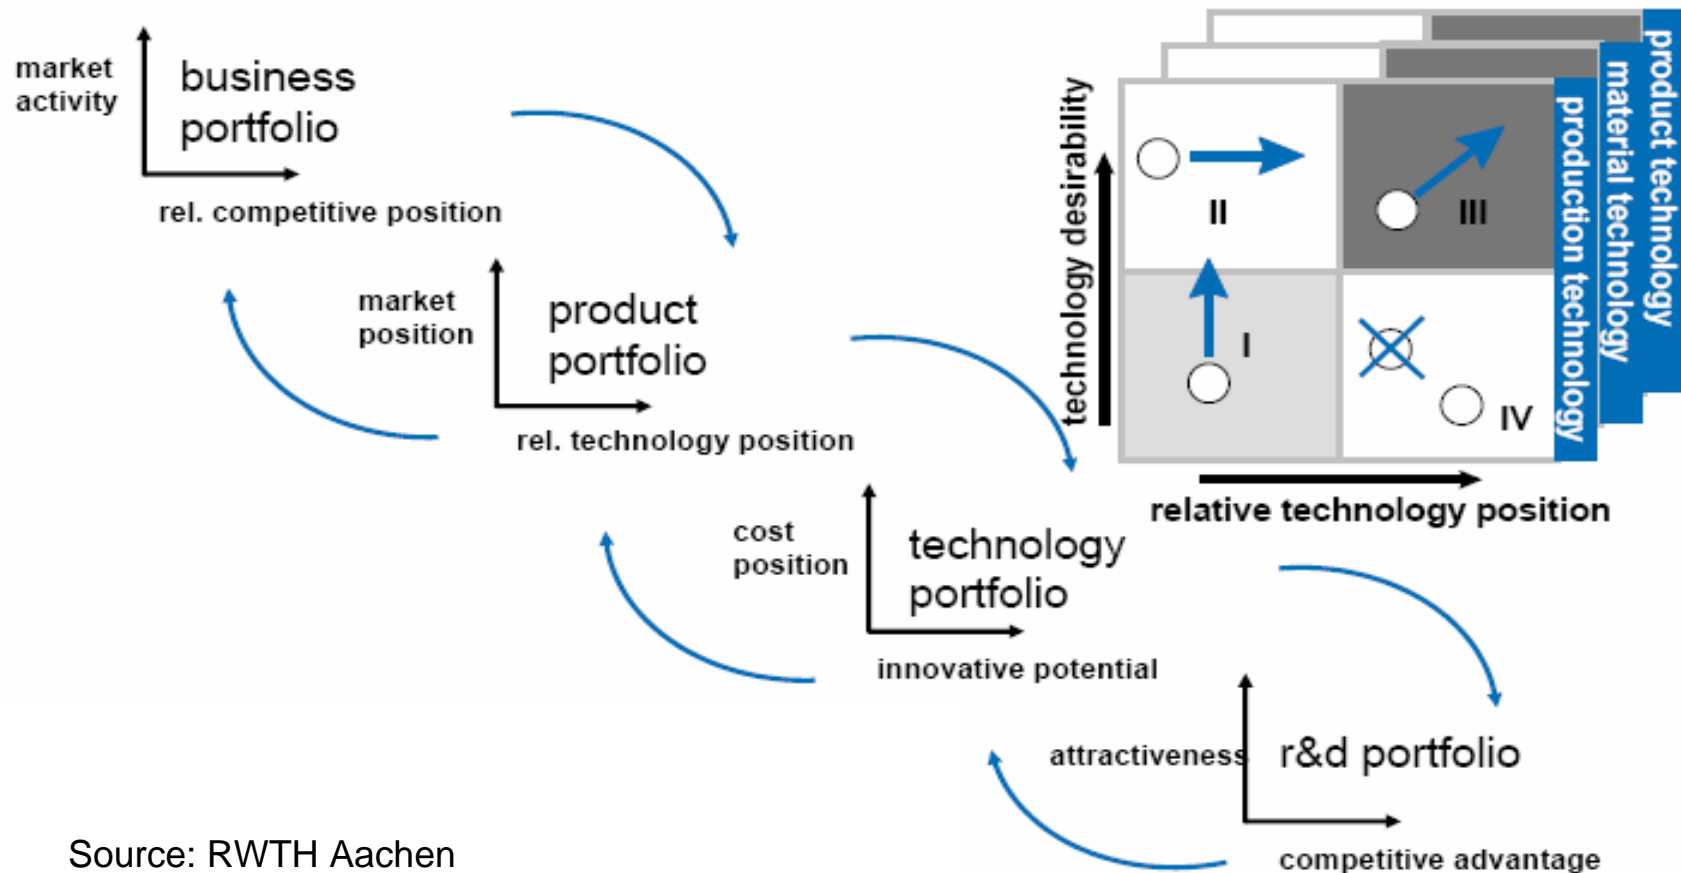 market
activity
business
portfolio
rel. competitive position
market
position
product
portfolio
rel. technology position
cost
position
technology
portfolio
innovative potential
attractiveness
r&d portfolio
competitive advantage
technology desirability
II
III
I
IV
relative technology position
production technology
material technology
product technology
Source: RWTH Aachen